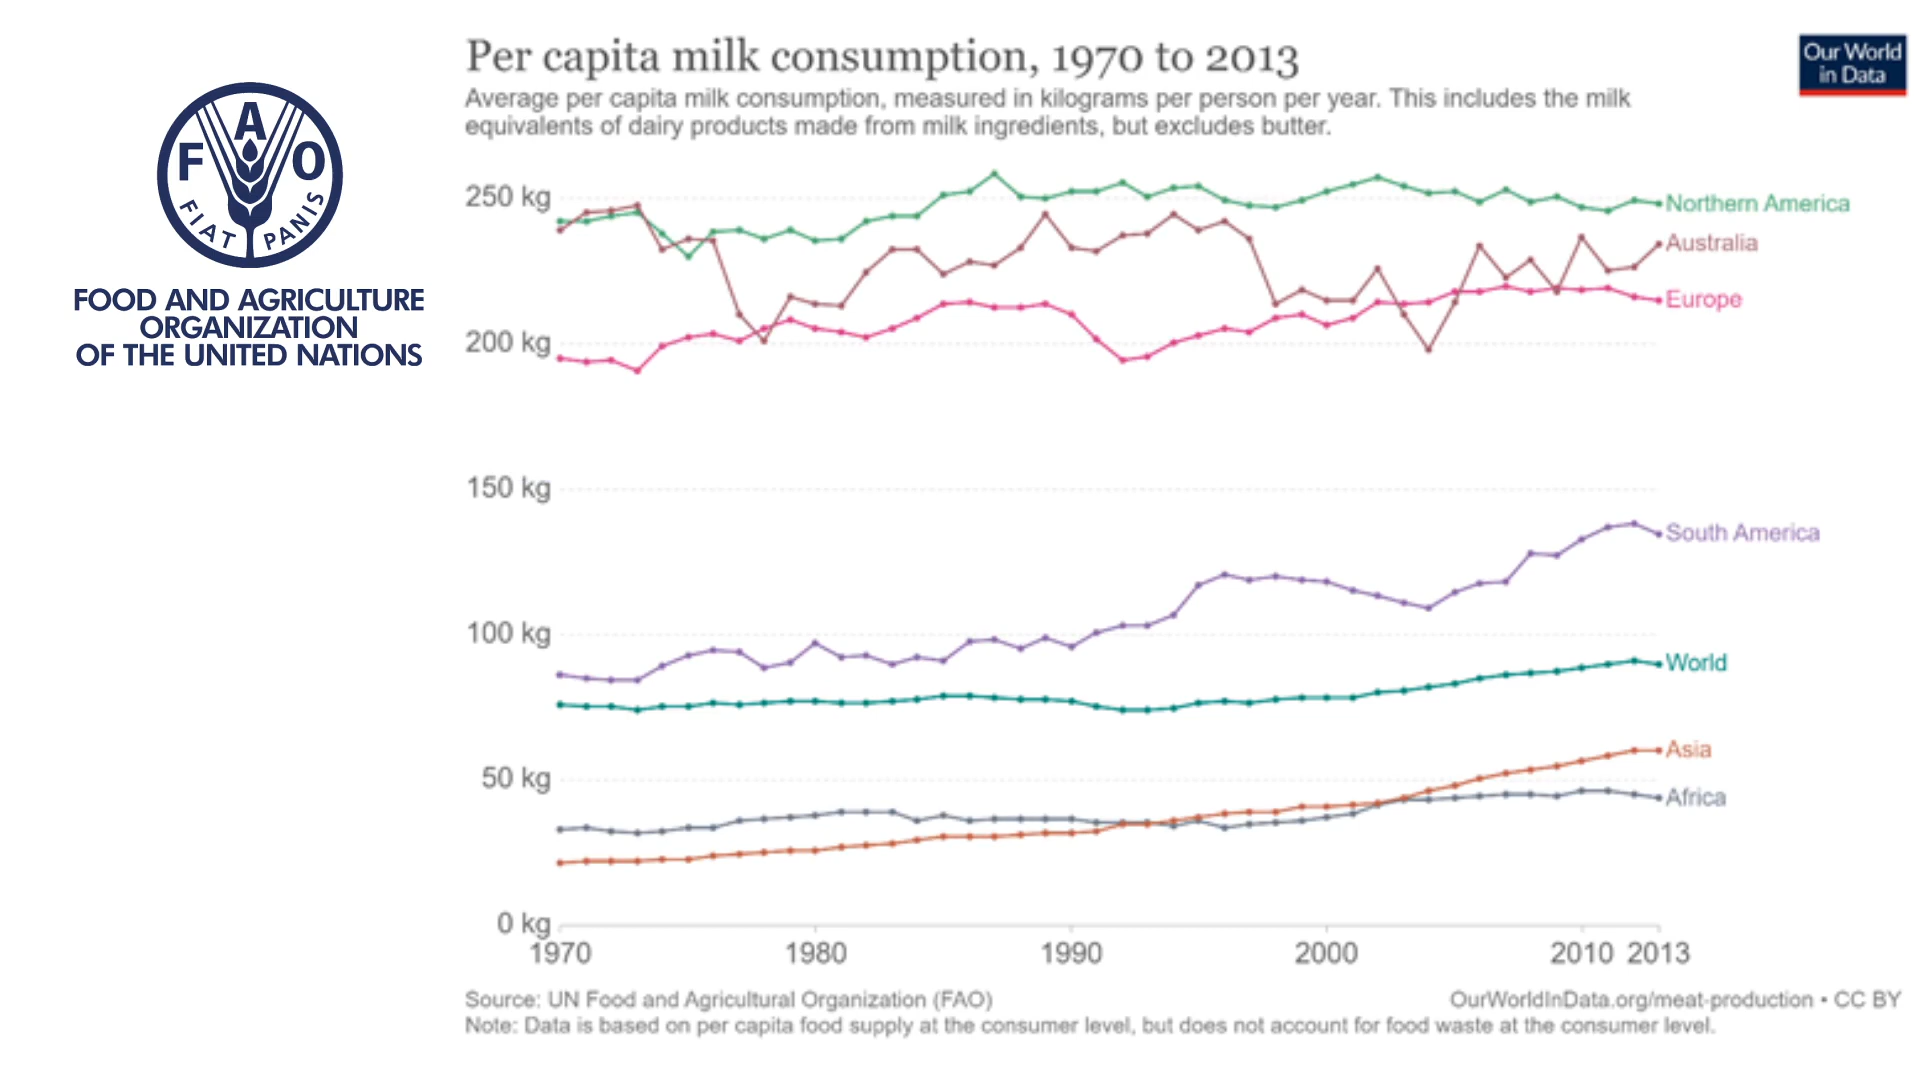 F A O
FIAT PANIS
FOOD AND AGRICULTURE
ORGANIZATION
OF THE UNITED NATIONS
Per capita milk consumption, 1970 to 2013
Average per capita milk consumption, measured in kilograms per person per year. This includes the milk
equivalents of dairy products made from milk ingredients, but excludes butter.
Our World
in Data
250 kg
200 kg
150 kg
100 kg
50 kg
0 kg
Northern America
Australia
Europe
South America
World
Asia
Africa
1970 1980 1990 2000 2010 2013
Source: UN Food and Agricultural Organization (FAO)
OurWorldInData.org/meat-production • CC BY
Note: Data is based on per capita food supply at the consumer level, but does not account for food waste at the consumer level.